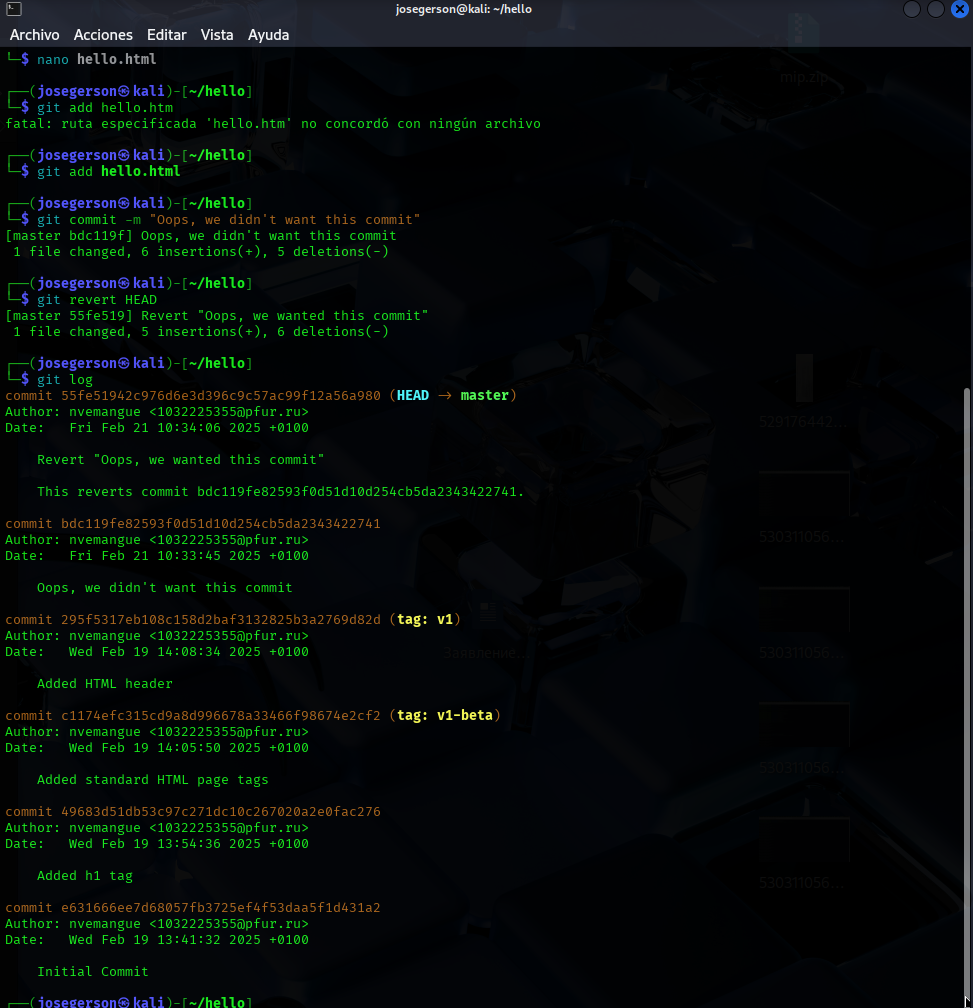 josegerson@kali: ~/hello
Archivo Acciones Editar Vista Ayuda
└─$ nano hello.html
┌──(josegerson㉿kali)-[~/hello]
└─$ git add hello.htm
fatal: ruta especificada 'hello.htm' no concordó con ningún archivo
┌──(josegerson㉿kali)-[~/hello]
└─$ git add hello.html
┌──(josegerson㉿kali)-[~/hello]
└─$ git commit -m "Oops, we didn't want this commit"
[master bdc119f] Oops, we didn't want this commit
1 file changed, 6 insertions(+), 5 deletions(-)
┌──(josegerson㉿kali)-[~/hello]
└─$ git revert HEAD
[master 55fe519] Revert "Oops, we wanted this commit"
1 file changed, 5 insertions(+), 6 deletions(-)
┌──(josegerson㉿kali)-[~/hello]
└─$ git log
commit 55fe51942c976d6e3d396c9c57ac99f12a56a980 (HEAD → master)
Author: nvemangue <1032225355@pfur.ru>
Date:   Fri Feb 21 10:34:06 2025 +0100
Revert "Oops, we wanted this commit"
This reverts commit bdc119fe82593f0d51d10d254cb5da2343422741.
commit bdc119fe82593f0d51d10d254cb5da2343422741
Author: nvemangue <1032225355@pfur.ru>
Date:   Fri Feb 21 10:33:45 2025 +0100
Oops, we didn't want this commit
commit 295f5317eb108c158d2baf3132825b3a2769d82d (tag: v1)
Author: nvemangue <1032225355@pfur.ru>
Date:   Wed Feb 19 14:08:34 2025 +0100
Added HTML header
commit c1174efc315cd9a8d996678a33466f98674e2cf2 (tag: v1-beta)
Author: nvemangue <1032225355@pfur.ru>
Date:   Wed Feb 19 14:05:50 2025 +0100
Added standard HTML page tags
commit 49683d51db53c97c271dc10c267020a2e0fac276
Author: nvemangue <1032225355@pfur.ru>
Date:   Wed Feb 19 13:54:36 2025 +0100
Added h1 tag
commit e631666ee7d68057fb3725ef4f53daa5f1d431a2
Author: nvemangue <1032225355@pfur.ru>
Date:   Wed Feb 19 13:41:32 2025 +0100
Initial Commit
┌──(josegerson㉿kali)-[~/hello]
mip.zip
529176442...
530311056...
Заявление...
530311056...
530311056...
530311056...